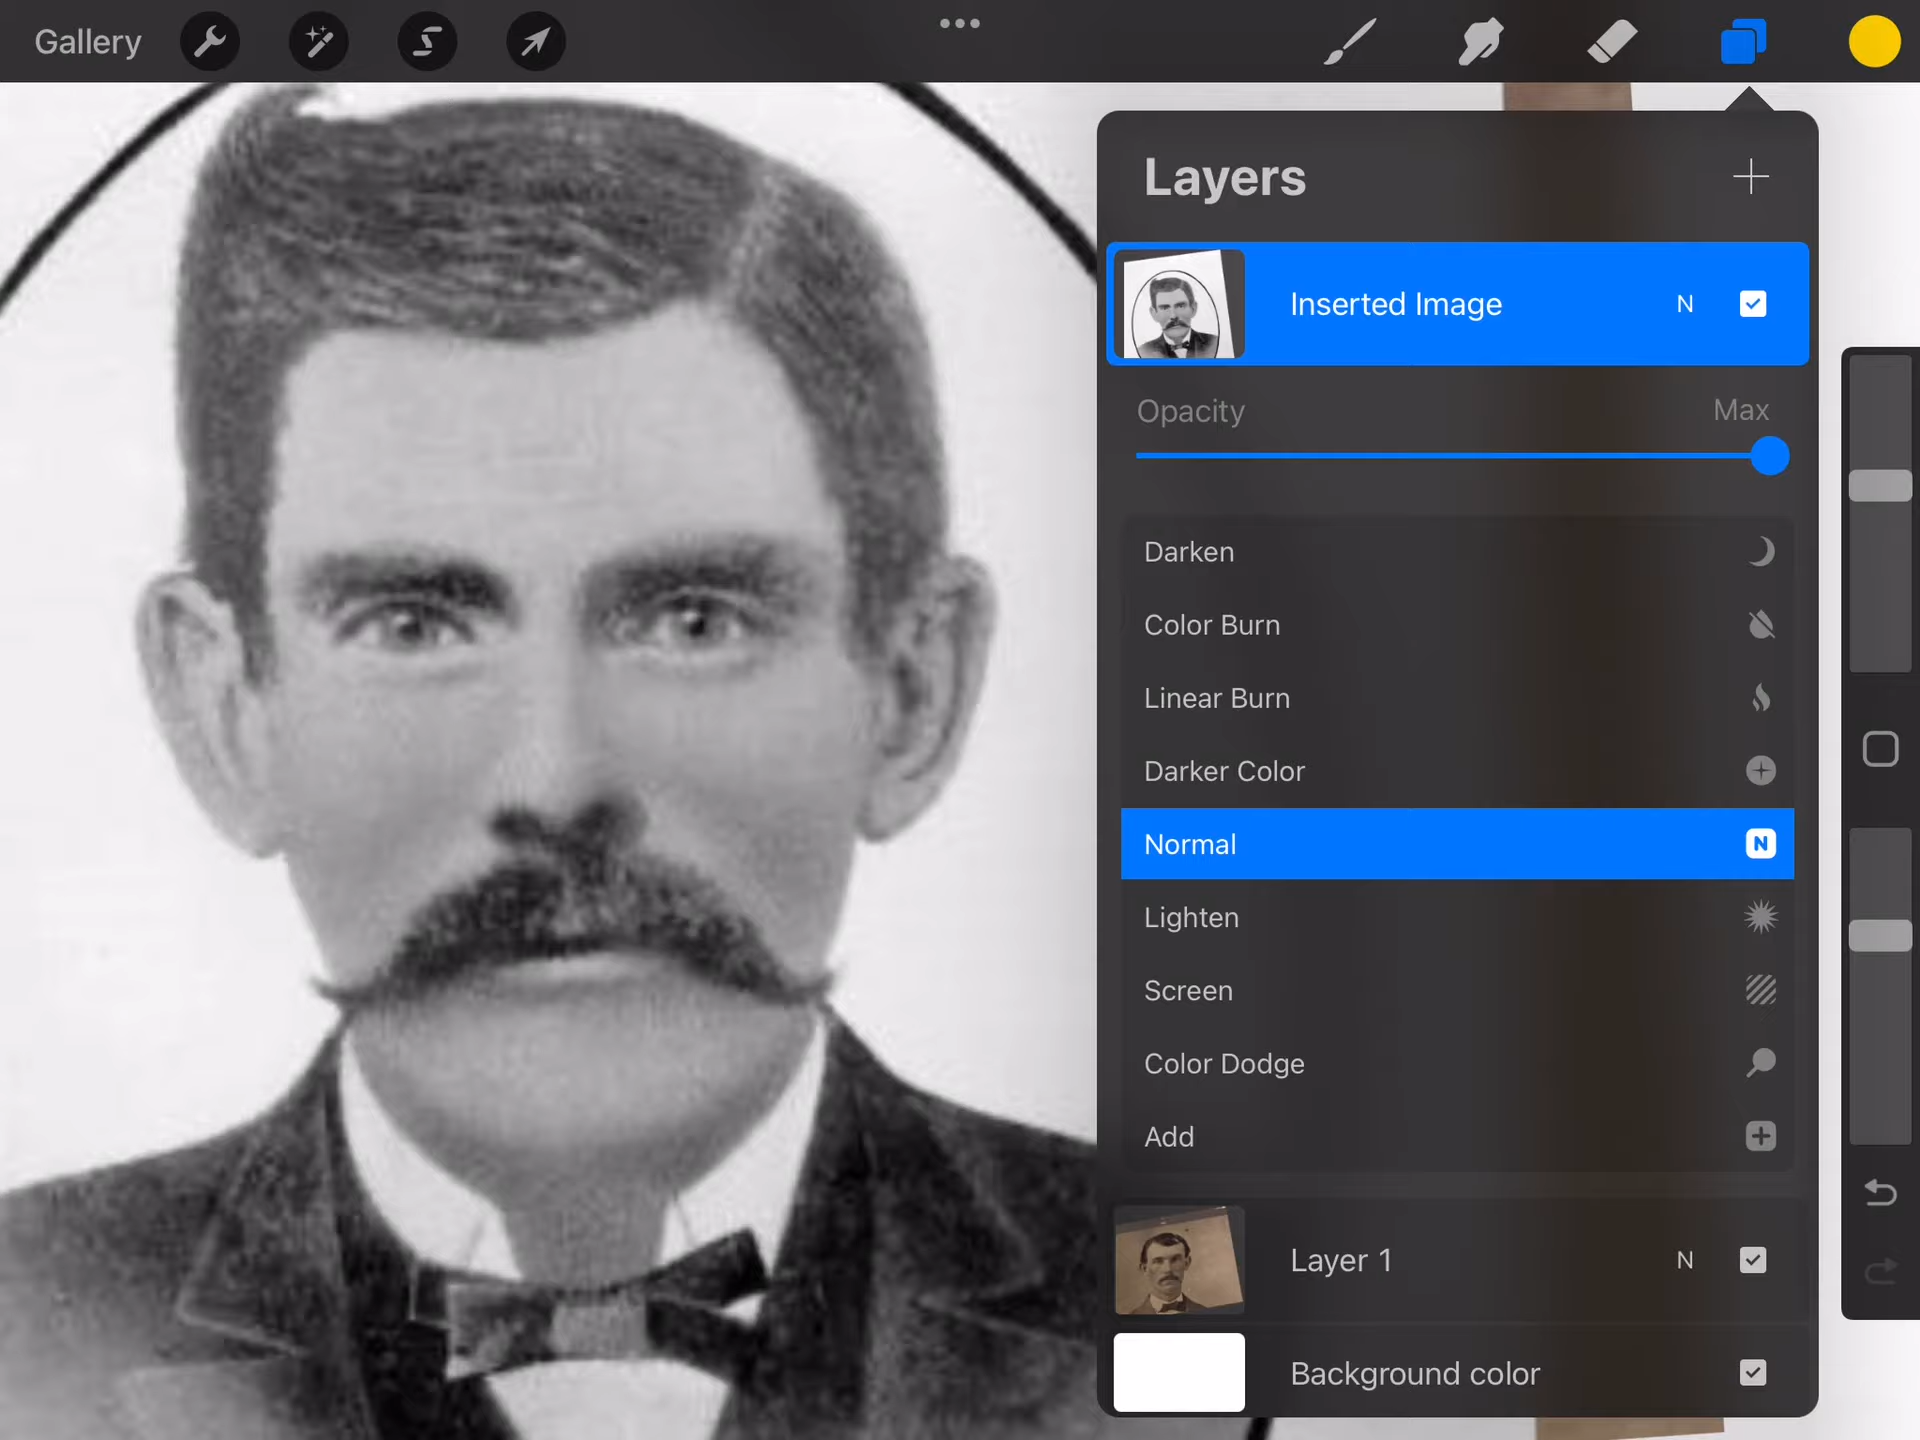 Gallery
Layers
Inserted Image N
Opacity Max
Darken
Color Burn
Linear Burn
Darker Color
Normal N
Lighten
Screen
Color Dodge
Add
Layer 1 N
Background color